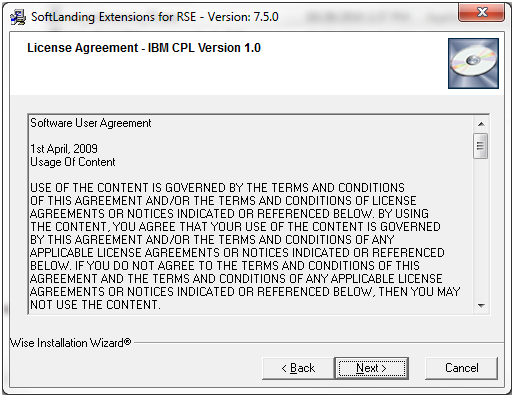 SoftLanding Extensions for RSE - Version: 7.5.0
License Agreement - IBM CPL Version 1.0
Software User Agreement
1st April, 2009
Usage Of Content
USE OF THE CONTENT IS GOVERNED BY THE TERMS AND CONDITIONS
OF THIS AGREEMENT AND/OR THE TERMS AND CONDITIONS OF LICENSE
AGREEMENTS OR NOTICES INDICATED OR REFERENCED BELOW. BY USING
THE CONTENT, YOU AGREE THAT YOUR USE OF THE CONTENT IS GOVERNED
BY THIS AGREEMENT AND/OR THE TERMS AND CONDITIONS OF ANY
APPLICABLE LICENSE AGREEMENTS OR NOTICES INDICATED OR REFERENCED
BELOW. IF YOU DO NOT AGREE TO THE TERMS AND CONDITIONS OF THIS
AGREEMENT AND THE TERMS AND CONDITIONS OF ANY APPLICABLE LICENSE
AGREEMENTS OR NOTICES INDICATED OR REFERENCED BELOW, THEN YOU MAY
NOT USE THE CONTENT.
Wise Installation Wizard®
< Back
Next >
Cancel